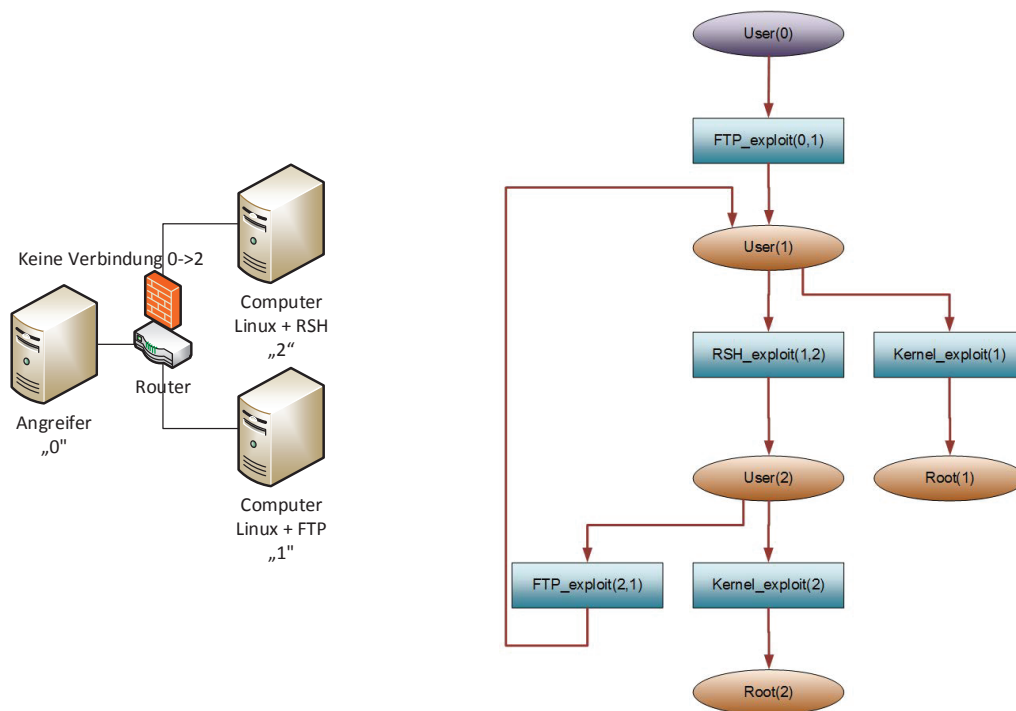 Keine Verbindung 0->2
Computer
Linux + RSH
„2“
Router
Angreifer
„0"
Computer
Linux + FTP
„1"
User(0)
FTP_exploit(0,1)
User(1)
RSH_exploit(1,2)
Kernel_exploit(1)
User(2)
Root(1)
FTP_exploit(2,1)
Kernel_exploit(2)
Root(2)